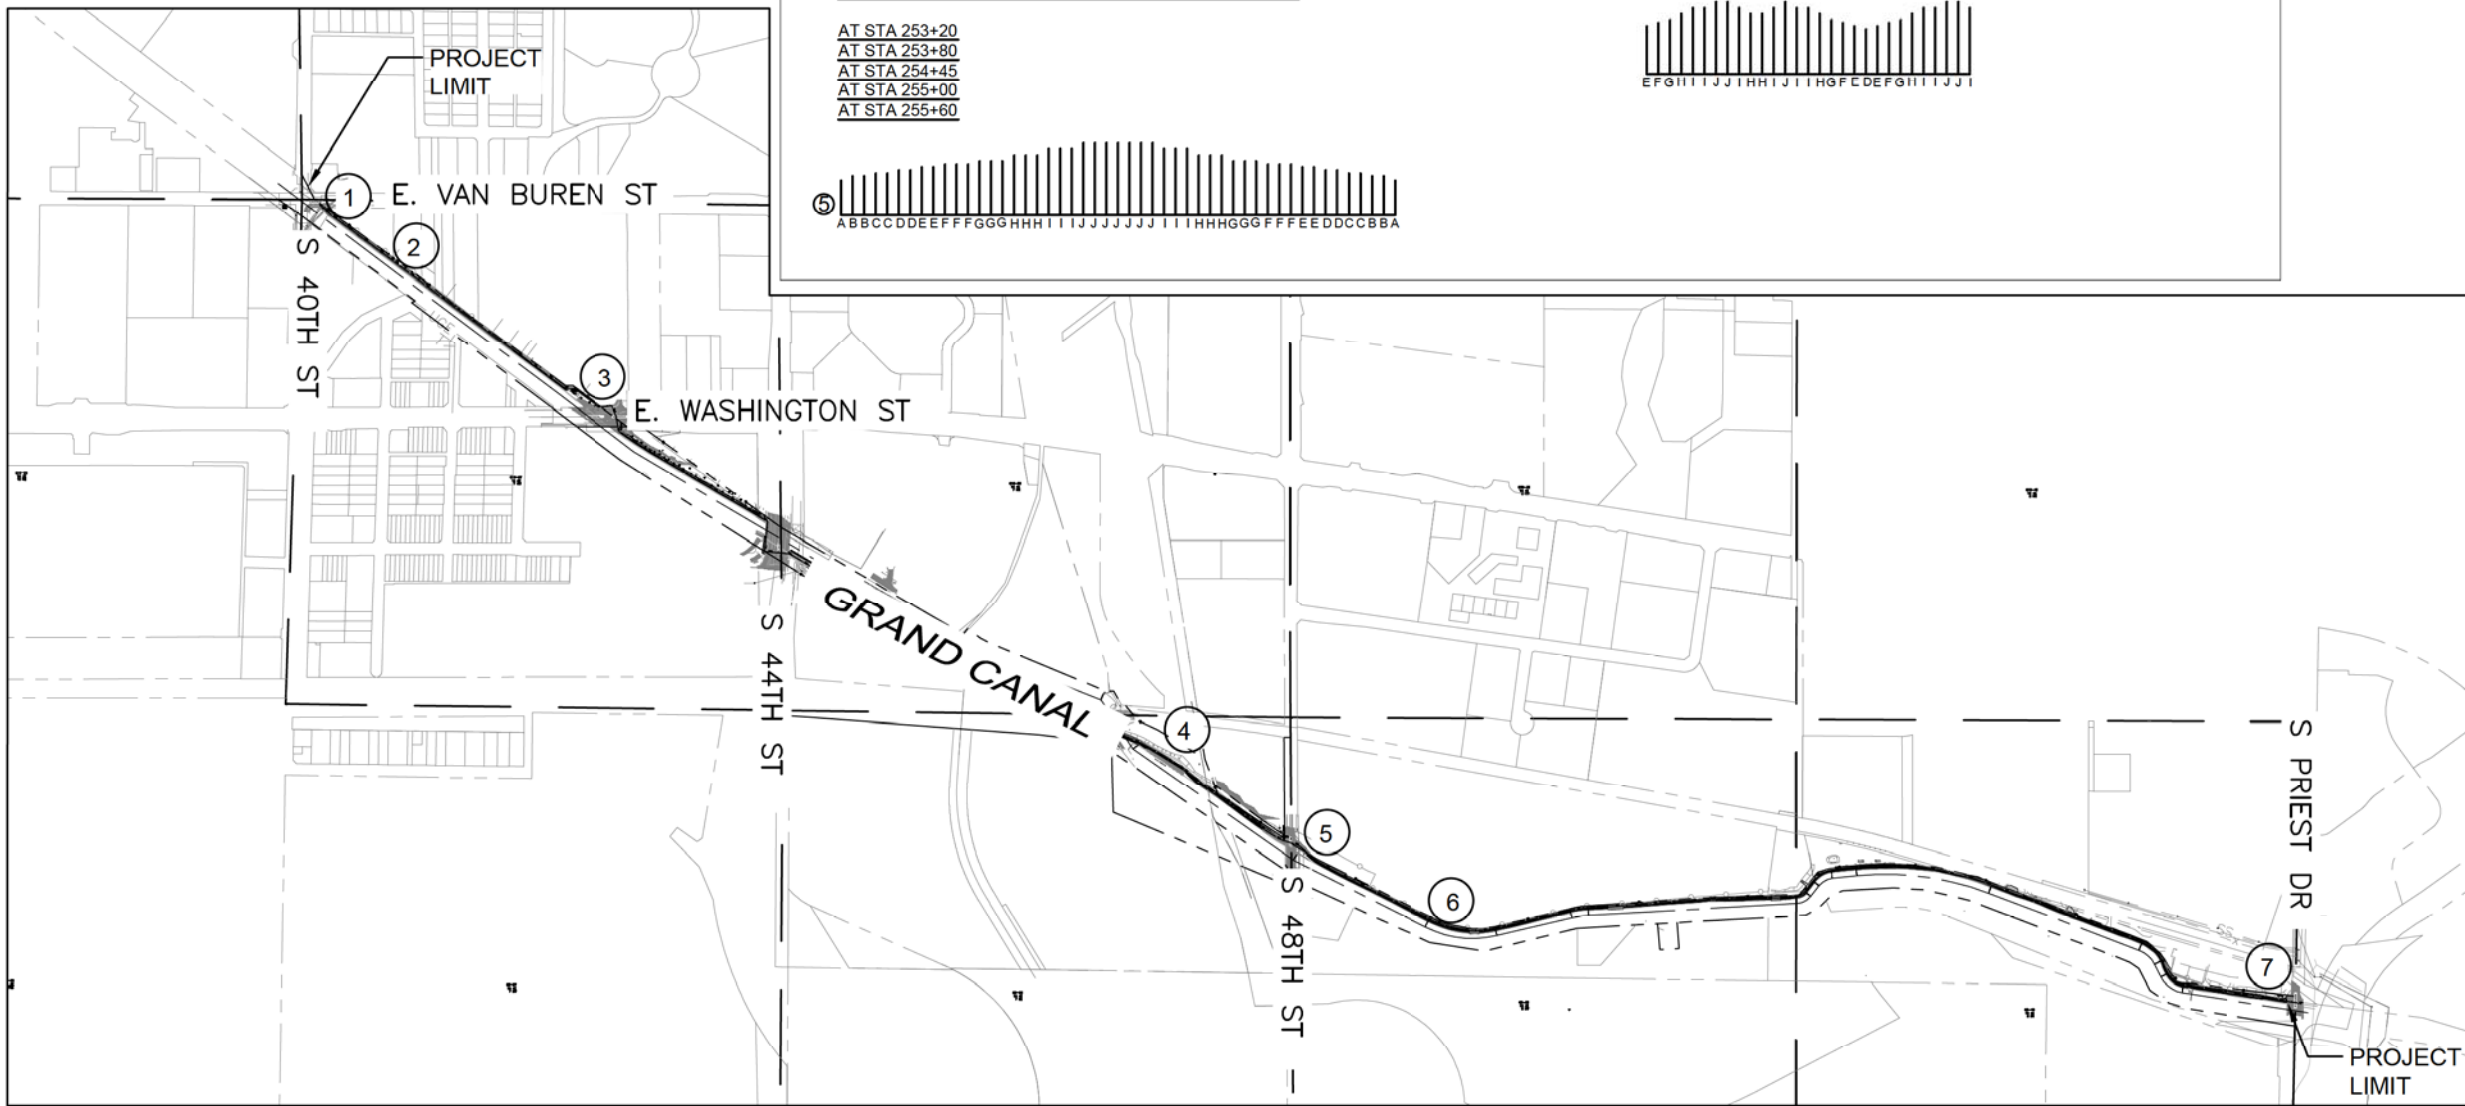 PROJECT
LIMIT
AT STA 253+20
AT STA 253+80
AT STA 254+45
AT STA 255+00
AT STA 255+60
5
ABBCCDDEEFFFGGGHHHIIIJJJJJJJIIIHHHGGGFFFEEDDCCBBA
1
E. VAN BUREN ST
2
S 40TH ST
3
E. WASHINGTON ST
S 44TH ST
GRAND CANAL
4
5
S 48TH ST
6
S PRIEST DR
7
PROJECT
LIMIT